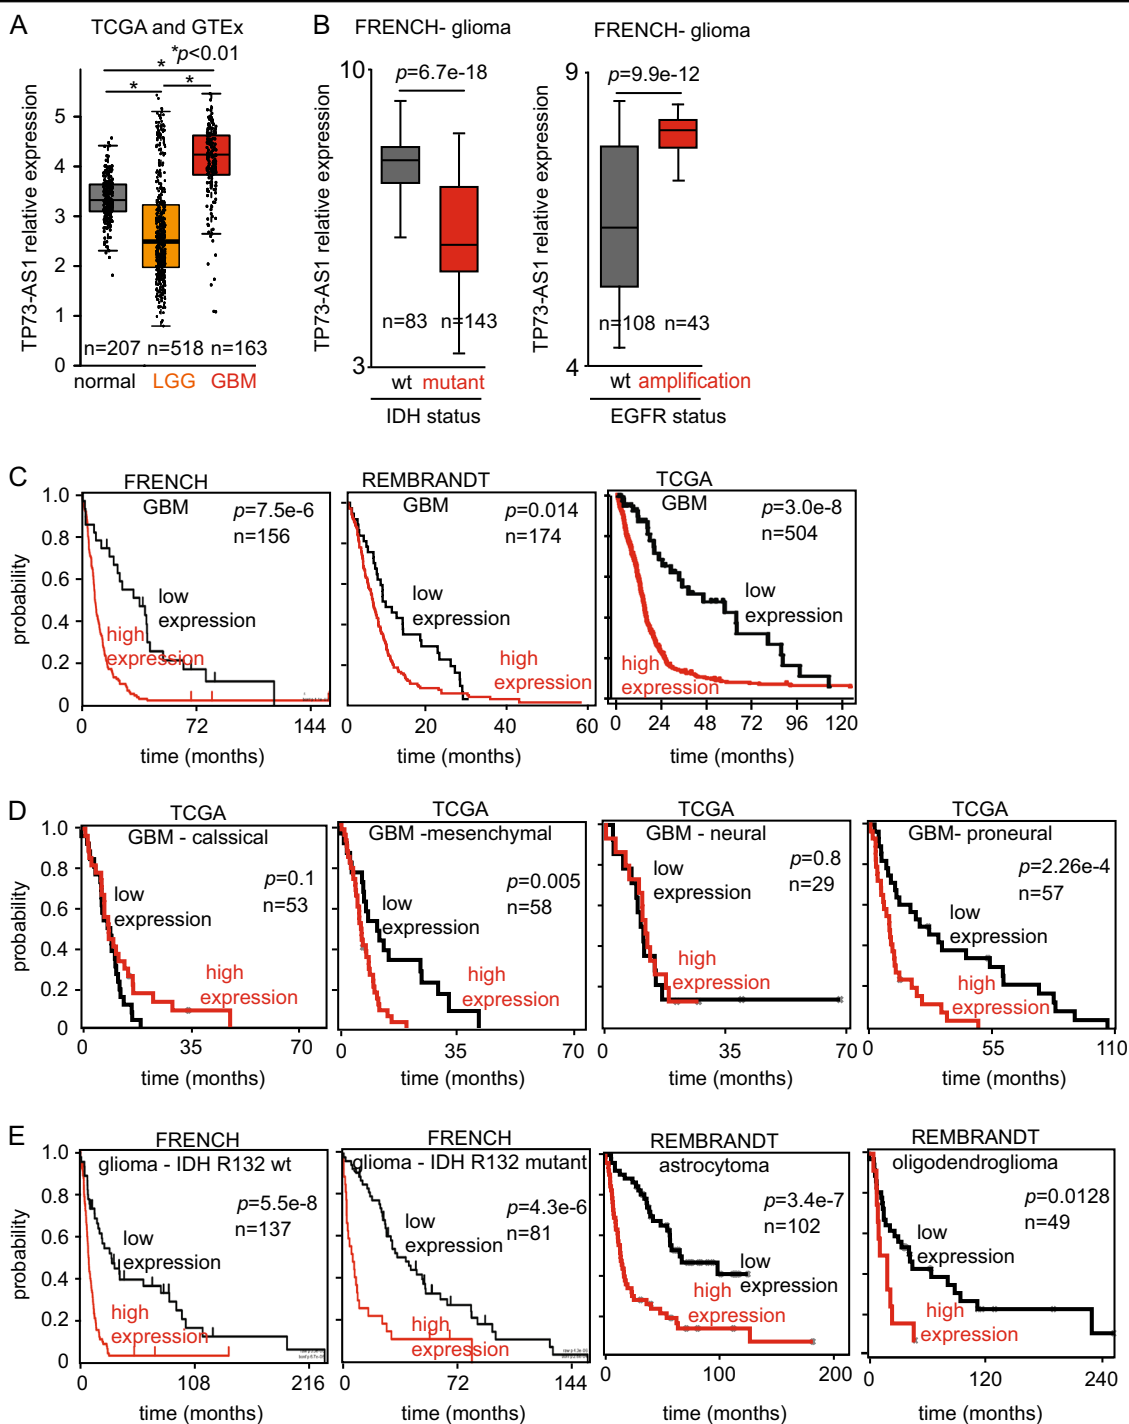 A
TCGA and GTEx
*p<0.01
*
* *
TP73-AS1 relative expression
5
4
3
2
1
0
n=207 n=518 n=163
normal LGG GBM
B
FRENCH- glioma
10
p=6.7e-18
TP73-AS1 relative expression
n=83 n=143
3
wt mutant
IDH status
FRENCH- glioma
9
p=9.9e-12
TP73-AS1 relative expression
n=108 n=43
4
wt amplification
EGFR status
C
FRENCH
GBM
p=7.5e-6
n=156
low
expression
high
expression
probability
1.0
0.8
0.6
0.4
0.2
0
0 72 144
time (months)
REMBRANDT
GBM
p=0.014
n=174
low
expression
high
expression
0 20 40 60
time (months)
TCGA
GBM
p=3.0e-8
n=504
low
expression
high
expression
0 24 48 72 96 120
time (months)
D
TCGA
GBM - calssical
p=0.1
n=53
low
expression
high
expression
probability
1.0
0.8
0.6
0.4
0.2
0
0 35 70
time (months)
TCGA
GBM -mesenchymal
p=0.005
n=58
low
expression
high
expression
0 35 70
time (months)
TCGA
GBM - neural
p=0.8
n=29
low
expression
high
expression
0 35 70
time (months)
TCGA
GBM- proneural
p=2.26e-4
n=57
low
expression
high
expression
0 55 110
time (months)
E
FRENCH
glioma - IDH R132 wt
p=5.5e-8
n=137
low
expression
high
expression
probability
1.0
0.8
0.6
0.4
0.2
0
0 108 216
time (months)
FRENCH
glioma - IDH R132 mutant
p=4.3e-6
n=81
low
expression
high
expression
0 72 144
time (months)
REMBRANDT
astrocytoma
p=3.4e-7
n=102
low
expression
high
expression
0 100 200
time (months)
REMBRANDT
oligodendroglioma
p=0.0128
n=49
low
expression
high
expression
0 120 240
time (months)